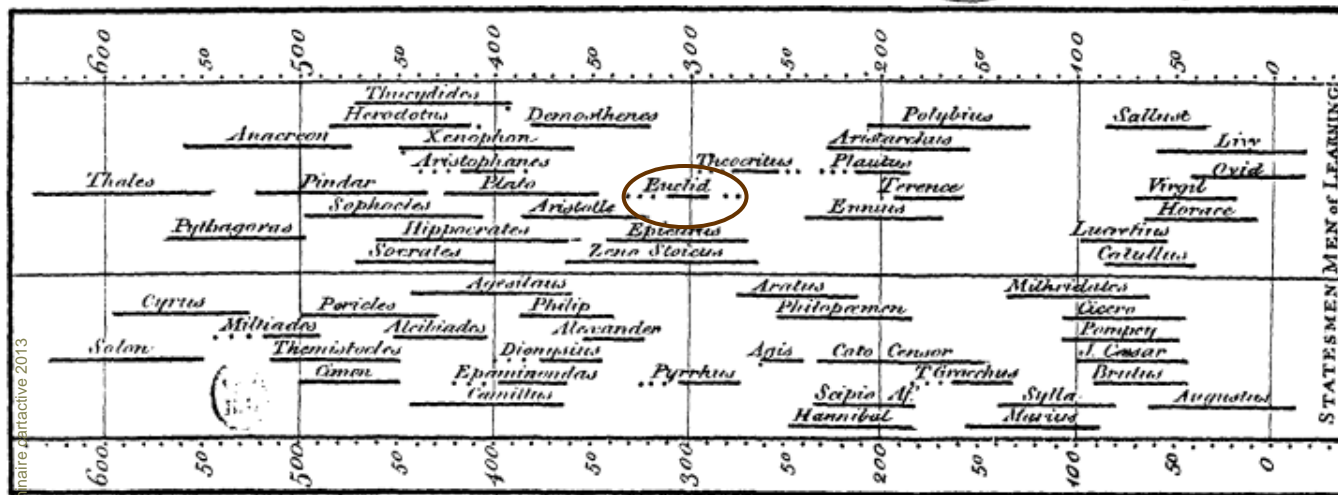 600 50 500 50 400 50 300 50 200 50 100 50 0
Thucydides
Herodotus Demosthenes Polybius Sallust
Anacreon Xenophon Aristarchus Livy
Aristophanes Theocritus Plautus Ovid
Thales Pindar Plato Euclid Terence Virgil
Sophocles Aristotle Ennius Horace
Pythagoras Hippocrates Epicurus Lucretius
Socrates Zeno Stoicus Catullus
Agesilaus Aratus Mithridates
Cyrus Pericles Philip Philopœmen Cicero
Miltiades Alcibiades Alexander Pompey
Solon Themistocles Dionysius Agis Cato Censor J. Cæsar
Cimon Epaminondas Pyrrhus T. Gracchus Brutus
Camillus Scipio Af. Sylla Augustus
Hannibal Marius
600 50 500 50 400 50 300 50 200 50 100 50 0
MEN of LEARNING
STATESMEN
2013